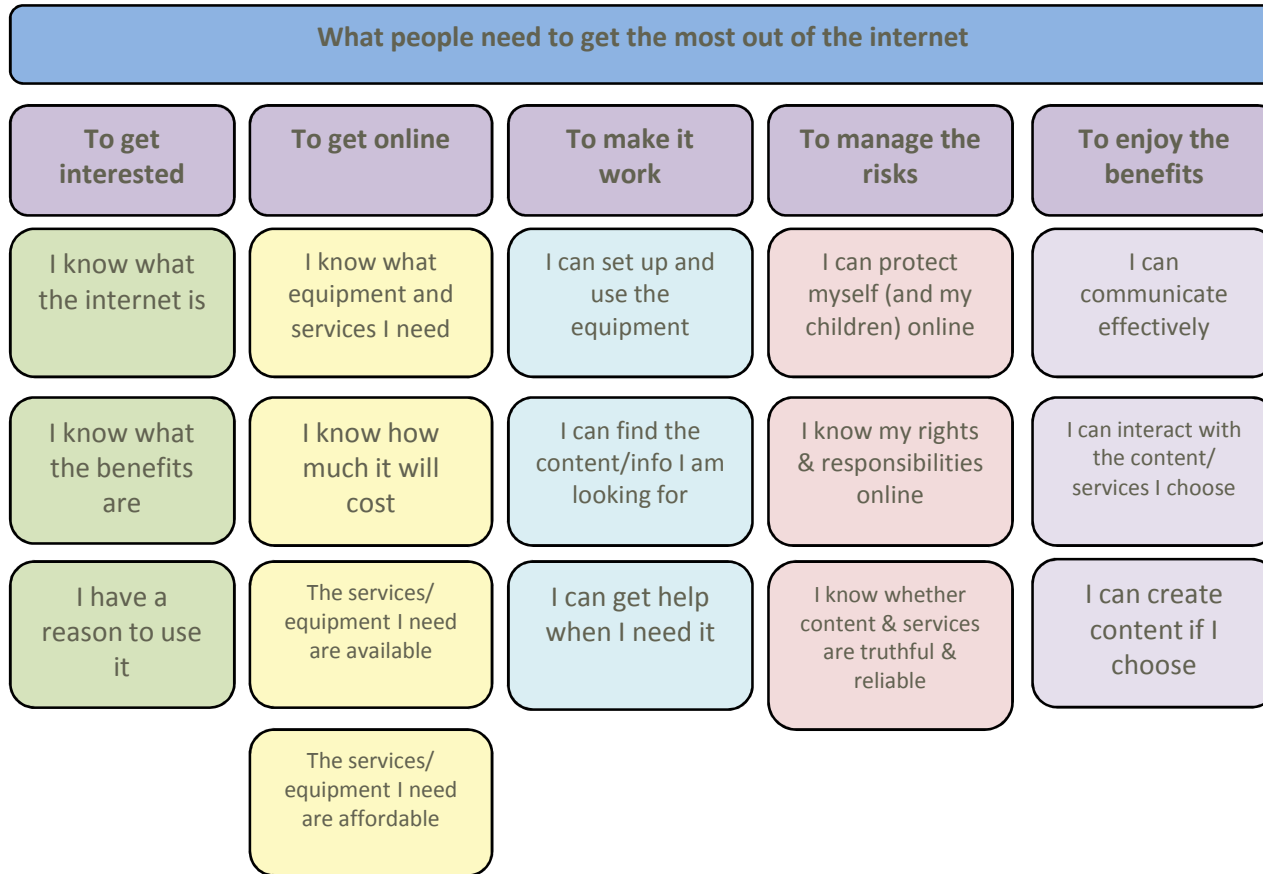 What people need to get the most out of the internet
To get
interested
To get online
To make it
work
To manage the
risks
To enjoy the
benefits
I know what
the internet is
I know what
equipment and
services I need
I can set up and
use the
equipment
I can protect
myself (and my
children) online
I can
communicate
effectively
I know what
the benefits
are
I know how
much it will
cost
I can find the
content/info I am
looking for
I know my rights
& responsibilities
online
I can interact with
the content/
services I choose
I have a
reason to use
it
The services/
equipment I need
are available
I can get help
when I need it
I know whether
content & services
are truthful &
reliable
I can create
content if I
choose
The services/
equipment I need
are affordable